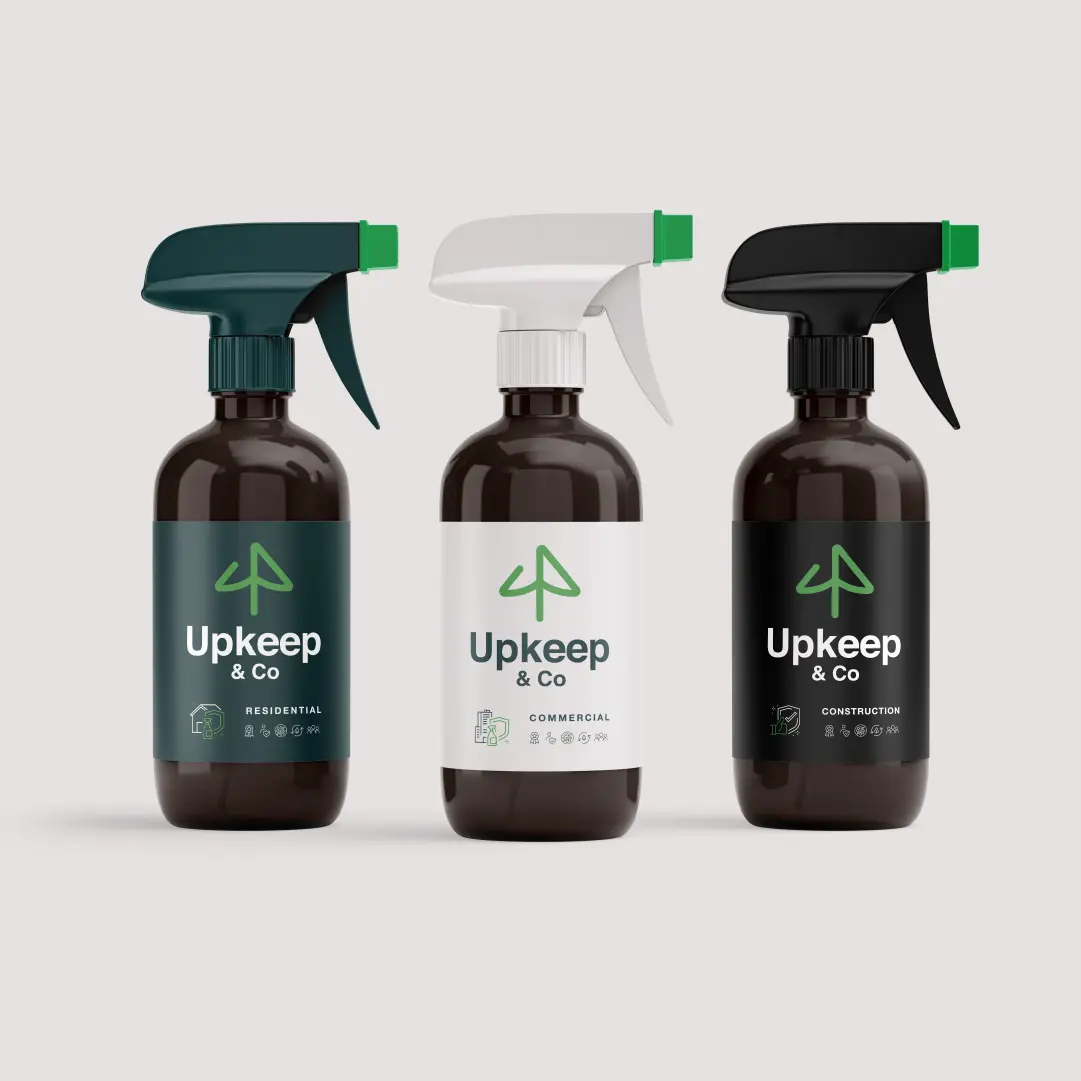 Upkeep
& Co
RESIDENTIAL
Upkeep
& Co
COMMERCIAL
Upkeep
& Co
CONSTRUCTION